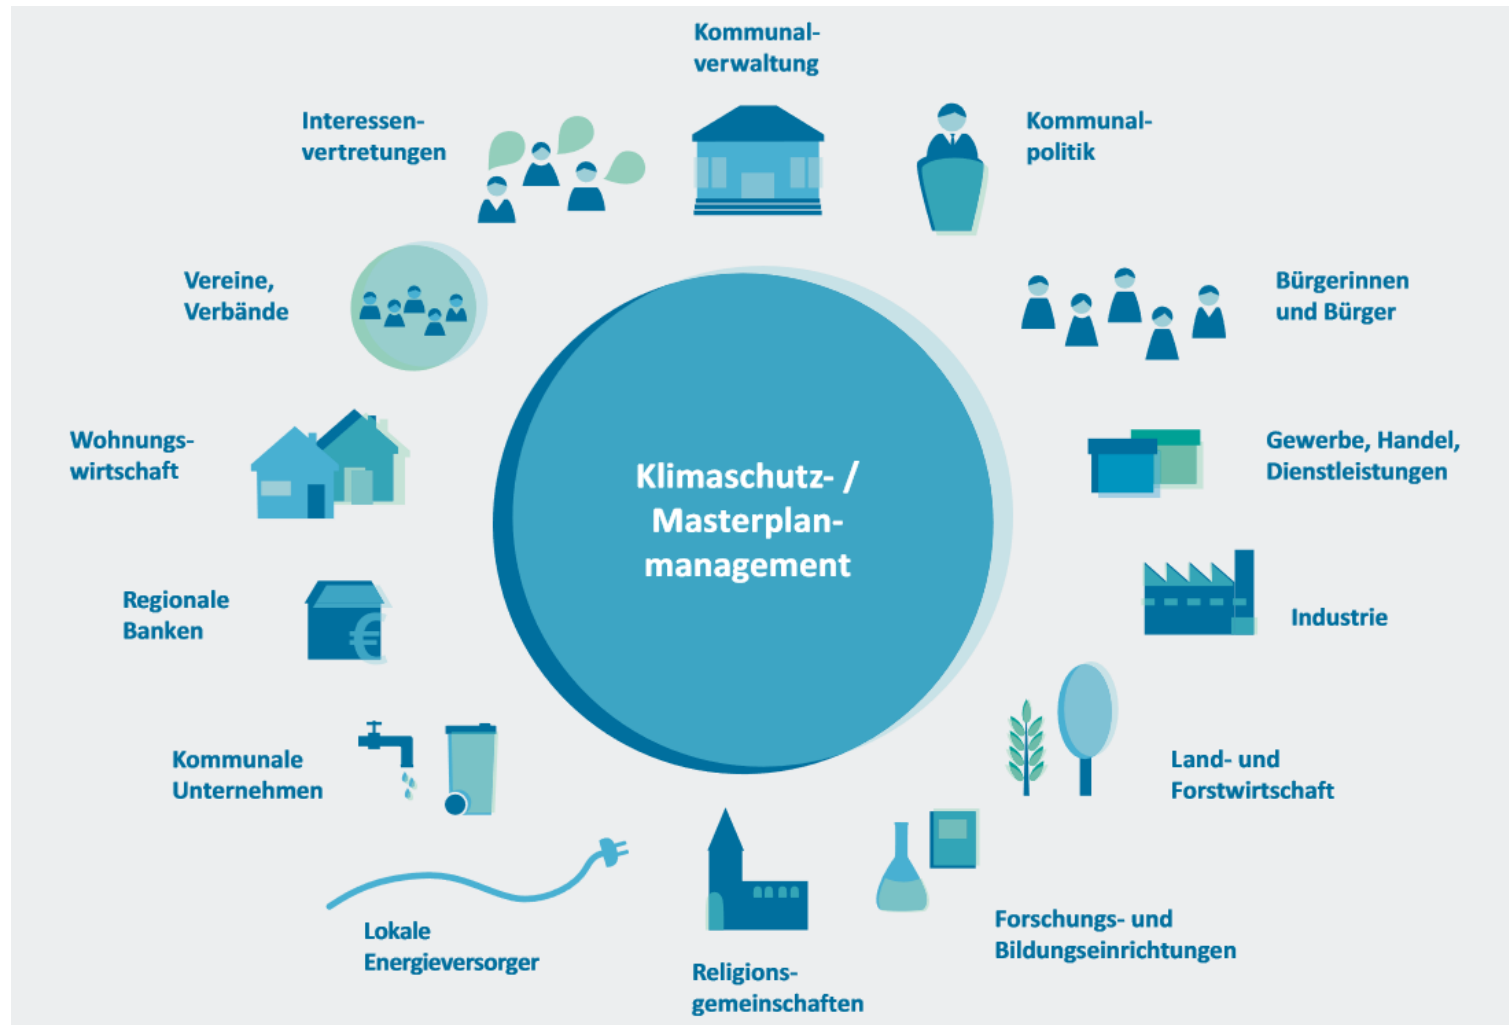 Kommunal-
verwaltung
Kommunal-
politik
Bürgerinnen
und Bürger
Gewerbe, Handel,
Dienstleistungen
Industrie
Land- und
Forstwirtschaft
Forschungs- und
Bildungseinrichtungen
Religions-
gemeinschaften
Lokale
Energieversorger
Kommunale
Unternehmen
Regionale
Banken
Wohnungs-
wirtschaft
Vereine,
Verbände
Interessen-
vertretungen
Klimaschutz- /
Masterplan-
management
€